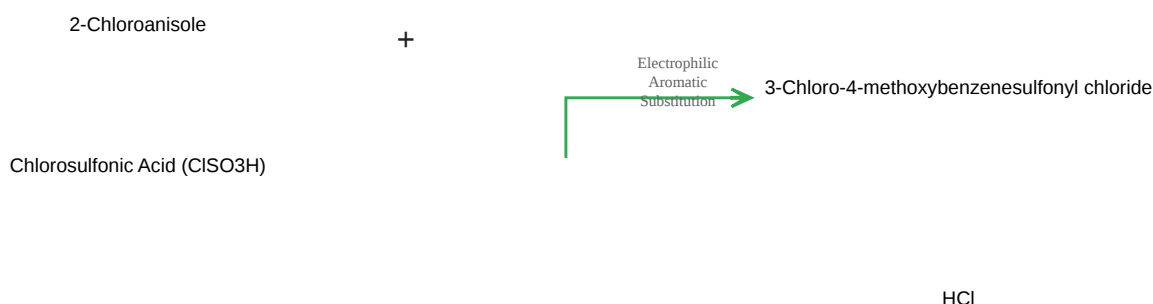 2-Chloroanisole
+
Electrophilic
Aromatic
Substitution
3-Chloro-4-methoxybenzenesulfonyl chloride
Chlorosulfonic Acid (ClSO3H)
HCl